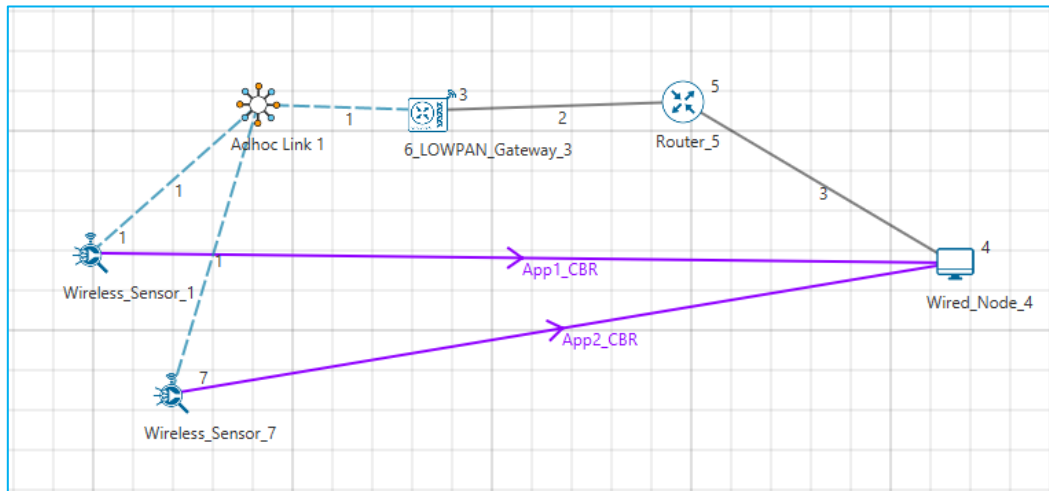 3
5
Adhoc Link 1
1
2
6_LOWPAN_Gateway_3
Router_5
1
3
1
1
4
App1_CBR
Wireless_Sensor_1
Wired_Node_4
App2_CBR
7
Wireless_Sensor_7